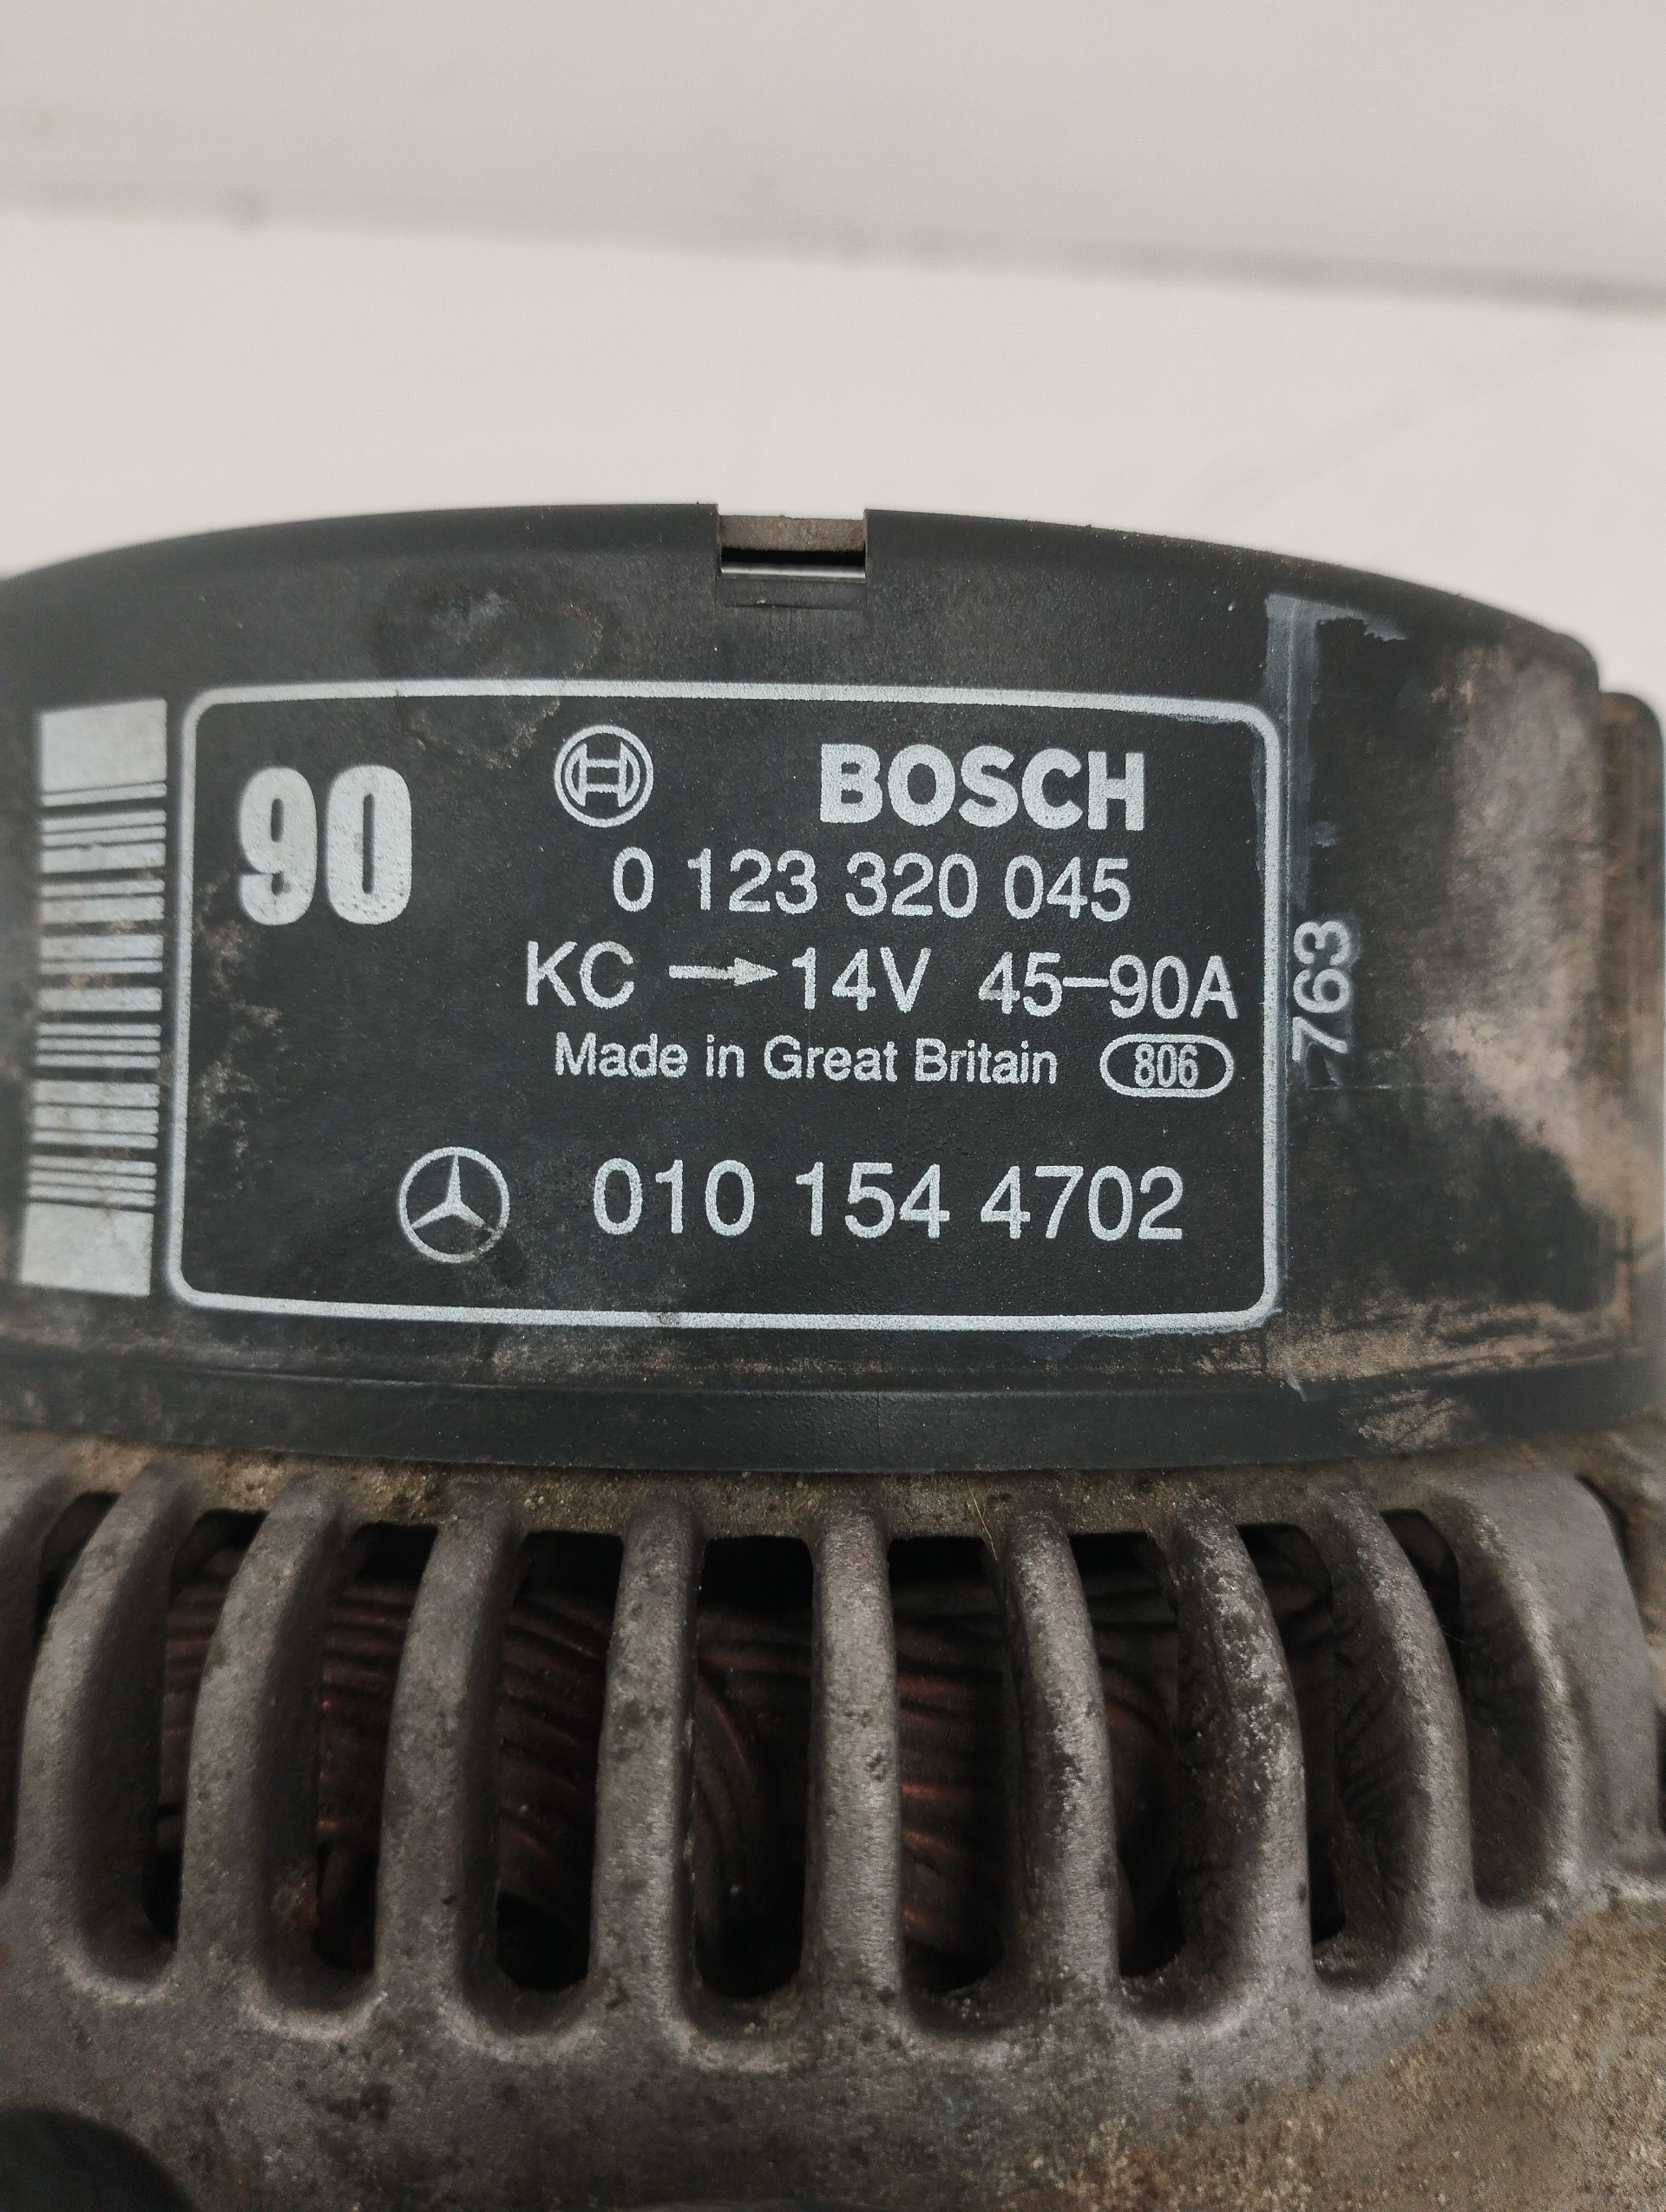 90
BOSCH
0 123 320 045
KC → 14V 45-90A
Made in Great Britain 806
010 154 4702
763